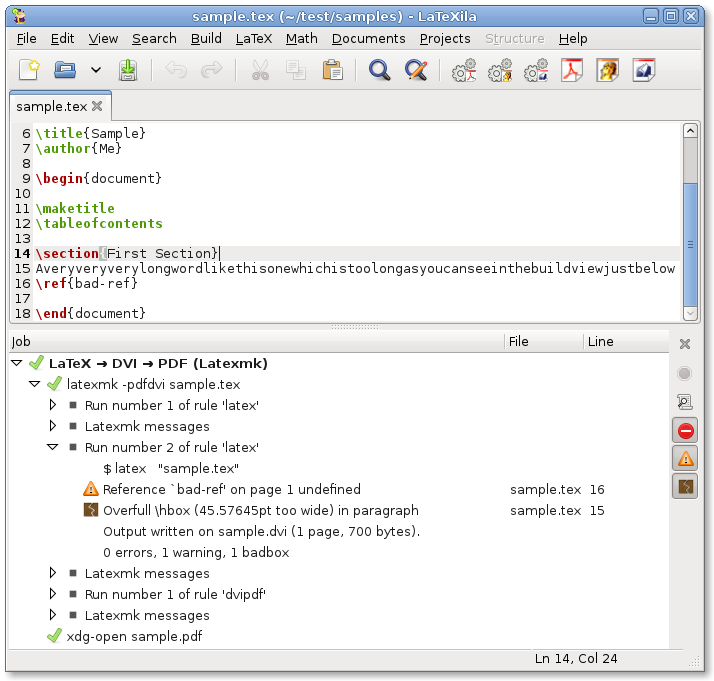 sample.tex (~/test/samples) - LaTeXila
File Edit View Search Build LaTeX Math Documents Projects Structure Help
sample.tex
6 \title{Sample}
7 \author{Me}
8
9 \begin{document}
10
11 \maketitle
12 \tableofcontents
13
14 \section{First Section}
15 Averyveryverylongwordlikethisonewhichistoolongasyoucanseeinthebuildviewjustbelow
16 \ref{bad-ref}
17
18 \end{document}
Job File Line
LaTeX → DVI → PDF (Latexmk)
latexmk -pdfdvi sample.tex
Run number 1 of rule 'latex'
Latexmk messages
Run number 2 of rule 'latex'
$ latex "sample.tex"
Reference `bad-ref' on page 1 undefined sample.tex 16
Overfull \hbox (45.57645pt too wide) in paragraph sample.tex 15
Output written on sample.dvi (1 page, 700 bytes).
0 errors, 1 warning, 1 badbox
Latexmk messages
Run number 1 of rule 'dvipdf'
Latexmk messages
xdg-open sample.pdf
Ln 14, Col 24